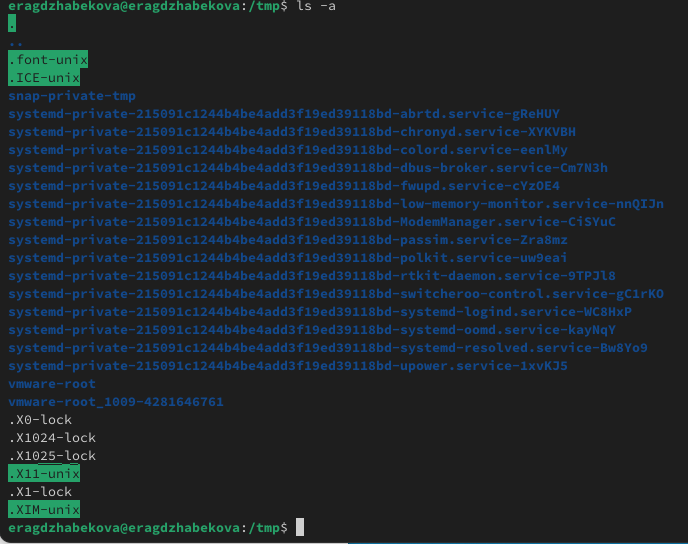 eragdzhabekova@eragdzhabekova:/tmp$ ls -a
.
..
.font-unix
.ICE-unix
snap-private-tmp
systemd-private-215091c1244b4be4add3f19ed39118bd-abrtd.service-gReHUY
systemd-private-215091c1244b4be4add3f19ed39118bd-chronyd.service-XYKVBH
systemd-private-215091c1244b4be4add3f19ed39118bd-colord.service-eenlMy
systemd-private-215091c1244b4be4add3f19ed39118bd-dbus-broker.service-Cm7N3h
systemd-private-215091c1244b4be4add3f19ed39118bd-fwupd.service-cYzOE4
systemd-private-215091c1244b4be4add3f19ed39118bd-low-memory-monitor.service-nnQIJn
systemd-private-215091c1244b4be4add3f19ed39118bd-ModemManager.service-CiSYuC
systemd-private-215091c1244b4be4add3f19ed39118bd-passim.service-Zra8mz
systemd-private-215091c1244b4be4add3f19ed39118bd-polkit.service-uw9eai
systemd-private-215091c1244b4be4add3f19ed39118bd-rtkit-daemon.service-9TPJl8
systemd-private-215091c1244b4be4add3f19ed39118bd-switcheroo-control.service-gC1rKO
systemd-private-215091c1244b4be4add3f19ed39118bd-systemd-logind.service-WC8HxP
systemd-private-215091c1244b4be4add3f19ed39118bd-systemd-oomd.service-kayNqY
systemd-private-215091c1244b4be4add3f19ed39118bd-systemd-resolved.service-Bw8Yo9
systemd-private-215091c1244b4be4add3f19ed39118bd-upower.service-1xvKJ5
vmware-root
vmware-root_1009-4281646761
.X0-lock
.X1024-lock
.X1025-lock
.X11-unix
.X1-lock
.XIM-unix
eragdzhabekova@eragdzhabekova:/tmp$